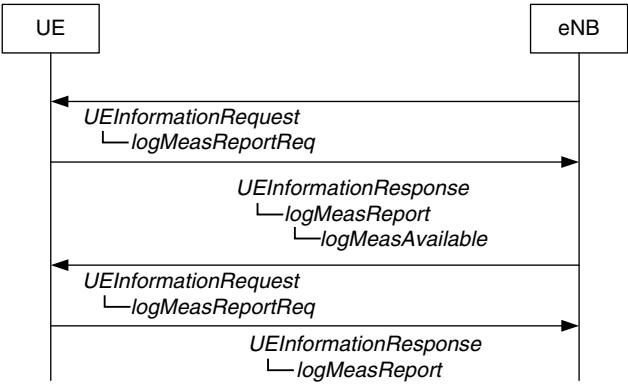 UE
eNB
UEInformationRequest
logMeasReportReq
UEInformationResponse
logMeasReport
logMeasAvailable
UEInformationRequest
logMeasReportReq
UEInformationResponse
logMeasReport